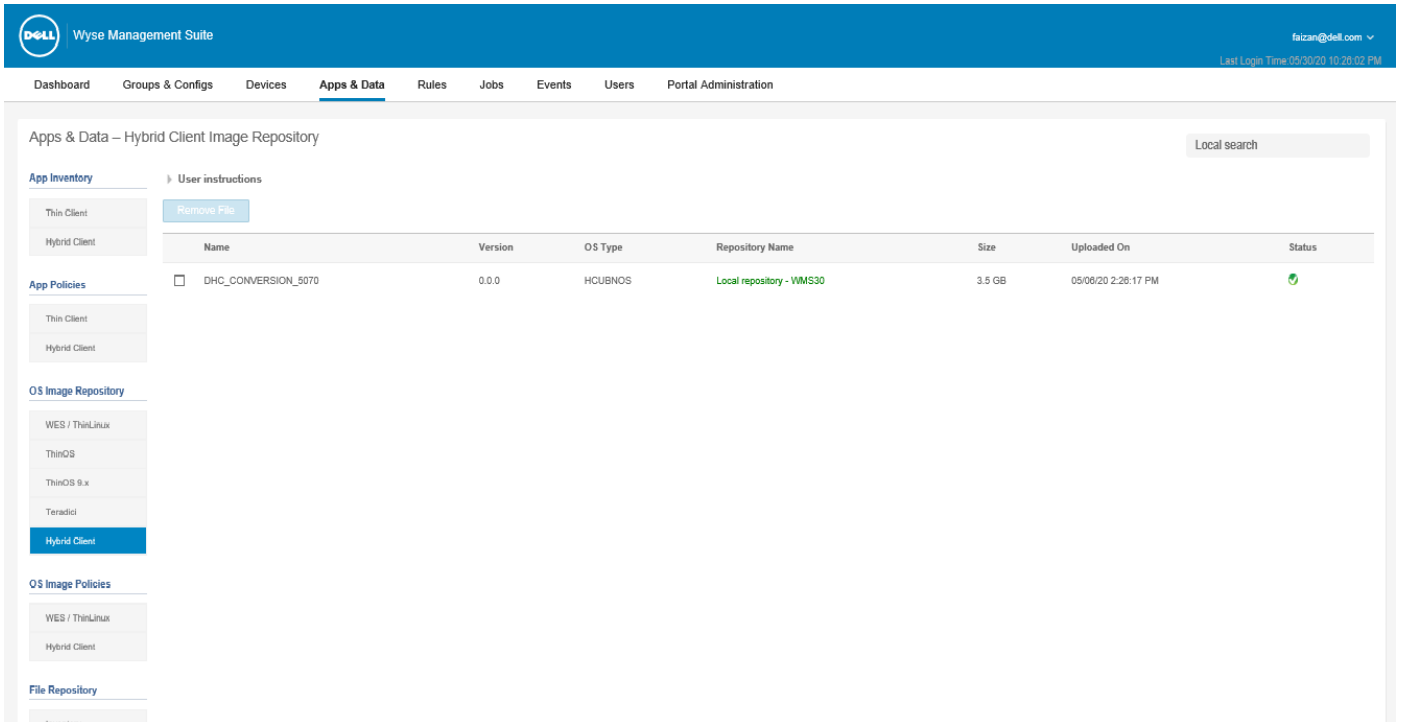 DELL Wyse Management Suite
faizan@dell.com
Last Login Time:05/30/20 10:26:02 PM
Dashboard Groups & Configs Devices Apps & Data Rules Jobs Events Users Portal Administration
Apps & Data – Hybrid Client Image Repository
Local search
App Inventory
Thin Client
Hybrid Client
App Policies
Thin Client
Hybrid Client
OS Image Repository
WES / ThinLinux
ThinOS
ThinOS 9.x
Teradici
Hybrid Client
OS Image Policies
WES / ThinLinux
Hybrid Client
File Repository
User instructions
Remove File
Name Version OS Type Repository Name Size Uploaded On Status
DHC_CONVERSION_5070 0.0.0 HCUBNOS Local repository - WMS30 3.5 GB 05/06/20 2:26:17 PM